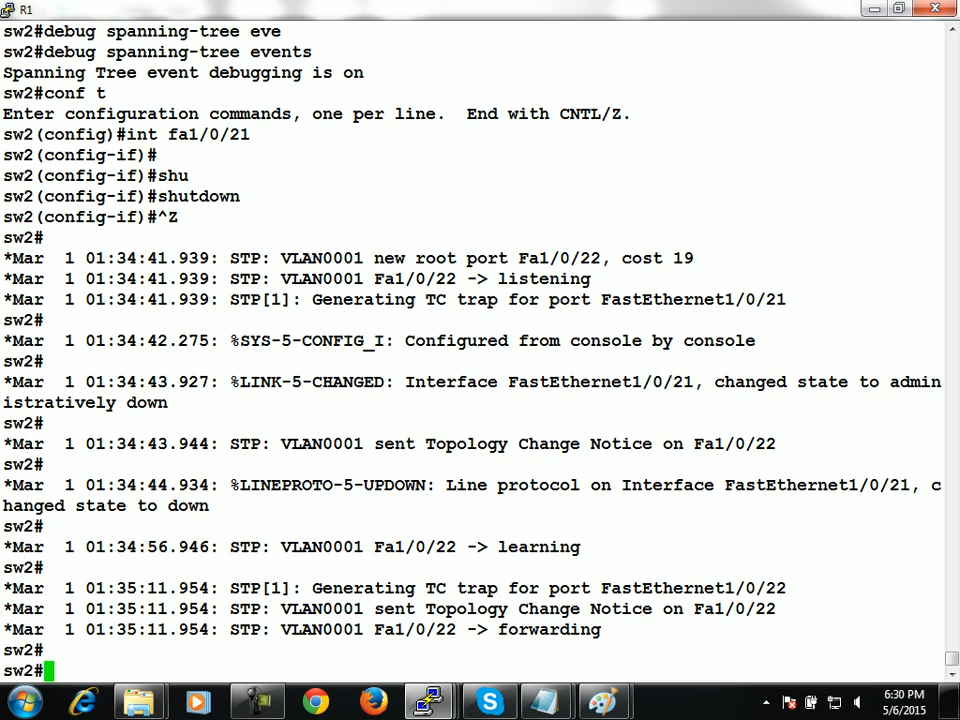 R1
sw2#debug spanning-tree eve
sw2#debug spanning-tree events
Spanning Tree event debugging is on
sw2#conf t
Enter configuration commands, one per line.  End with CNTL/Z.
sw2(config)#int fa1/0/21
sw2(config-if)#
sw2(config-if)#shu
sw2(config-if)#shutdown
sw2(config-if)#^Z
sw2#
*Mar  1 01:34:41.939: STP: VLAN0001 new root port Fa1/0/22, cost 19
*Mar  1 01:34:41.939: STP: VLAN0001 Fa1/0/22 -> listening
*Mar  1 01:34:41.939: STP[1]: Generating TC trap for port FastEthernet1/0/21
sw2#
*Mar  1 01:34:42.275: %SYS-5-CONFIG_I: Configured from console by console
sw2#
*Mar  1 01:34:43.927: %LINK-5-CHANGED: Interface FastEthernet1/0/21, changed state to admin
istratively down
sw2#
*Mar  1 01:34:43.944: STP: VLAN0001 sent Topology Change Notice on Fa1/0/22
sw2#
*Mar  1 01:34:44.934: %LINEPROTO-5-UPDOWN: Line protocol on Interface FastEthernet1/0/21, c
hanged state to down
sw2#
*Mar  1 01:34:56.946: STP: VLAN0001 Fa1/0/22 -> learning
sw2#
*Mar  1 01:35:11.954: STP[1]: Generating TC trap for port FastEthernet1/0/22
*Mar  1 01:35:11.954: STP: VLAN0001 sent Topology Change Notice on Fa1/0/22
*Mar  1 01:35:11.954: STP: VLAN0001 Fa1/0/22 -> forwarding
sw2#
sw2#
6:30 PM
5/6/2015